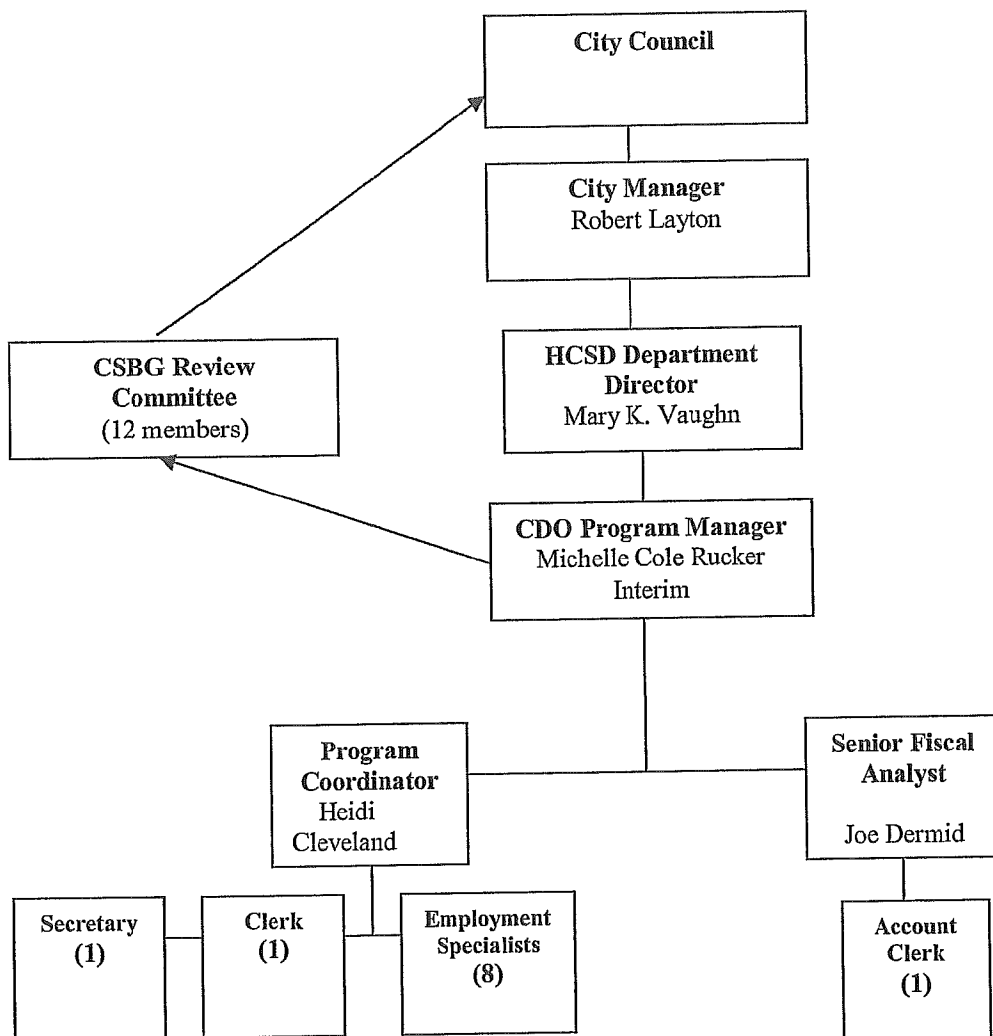 City Council
City Manager
Robert Layton
HCSD Department
Director
Mary K. Vaughn
CSBG Review
Committee
(12 members)
CDO Program Manager
Michelle Cole Rucker
Interim
Program
Coordinator
Heidi
Cleveland
Senior Fiscal
Analyst
Joe Dermid
Secretary
(1)
Clerk
(1)
Employment
Specialists
(8)
Account
Clerk
(1)